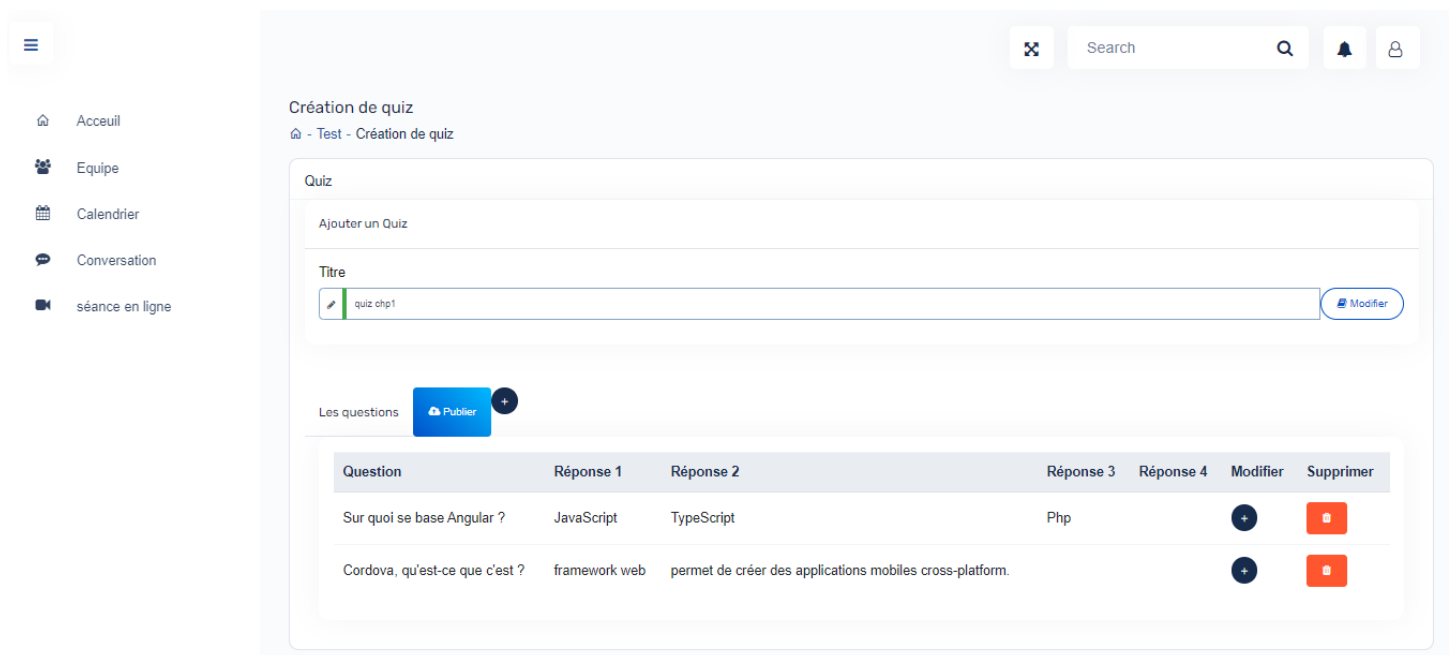 Search
Acceuil
Equipe
Calendrier
Conversation
séance en ligne
Création de quiz
- Test - Création de quiz
Quiz
Ajouter un Quiz
Titre
quiz chp1 Modifier
Les questions Publier +
Question Réponse 1 Réponse 2 Réponse 3 Réponse 4 Modifier Supprimer
Sur quoi se base Angular ? JavaScript TypeScript Php +
Cordova, qu'est-ce que c'est ? framework web permet de créer des applications mobiles cross-platform. +